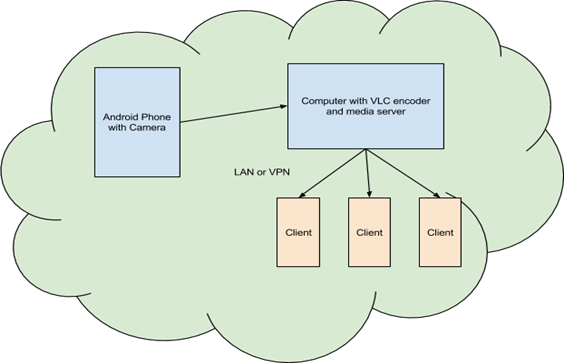 Android Phone
with Camera
Computer with VLC encoder
and media server
LAN or VPN
Client
Client
Client